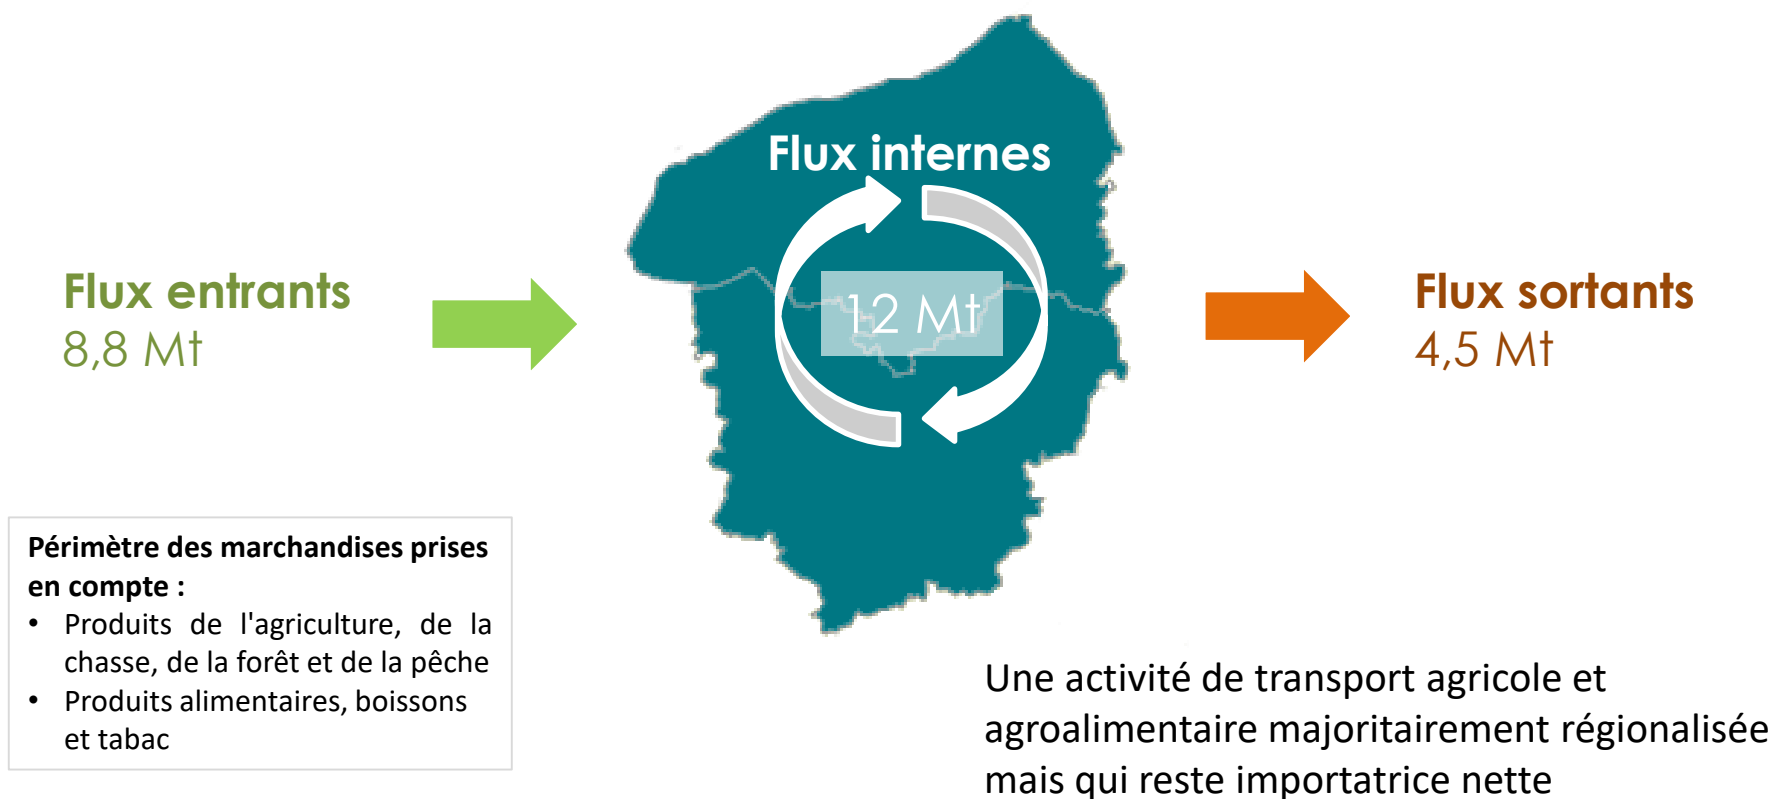 Flux internes
12 Mt
Flux entrants
8,8 Mt
Flux sortants
4,5 Mt
Périmètre des marchandises prises
en compte :
• Produits de l'agriculture, de la
chasse, de la forêt et de la pêche
• Produits alimentaires, boissons
et tabac
Une activité de transport agricole et
agroalimentaire majoritairement régionalisée
mais qui reste importatrice nette